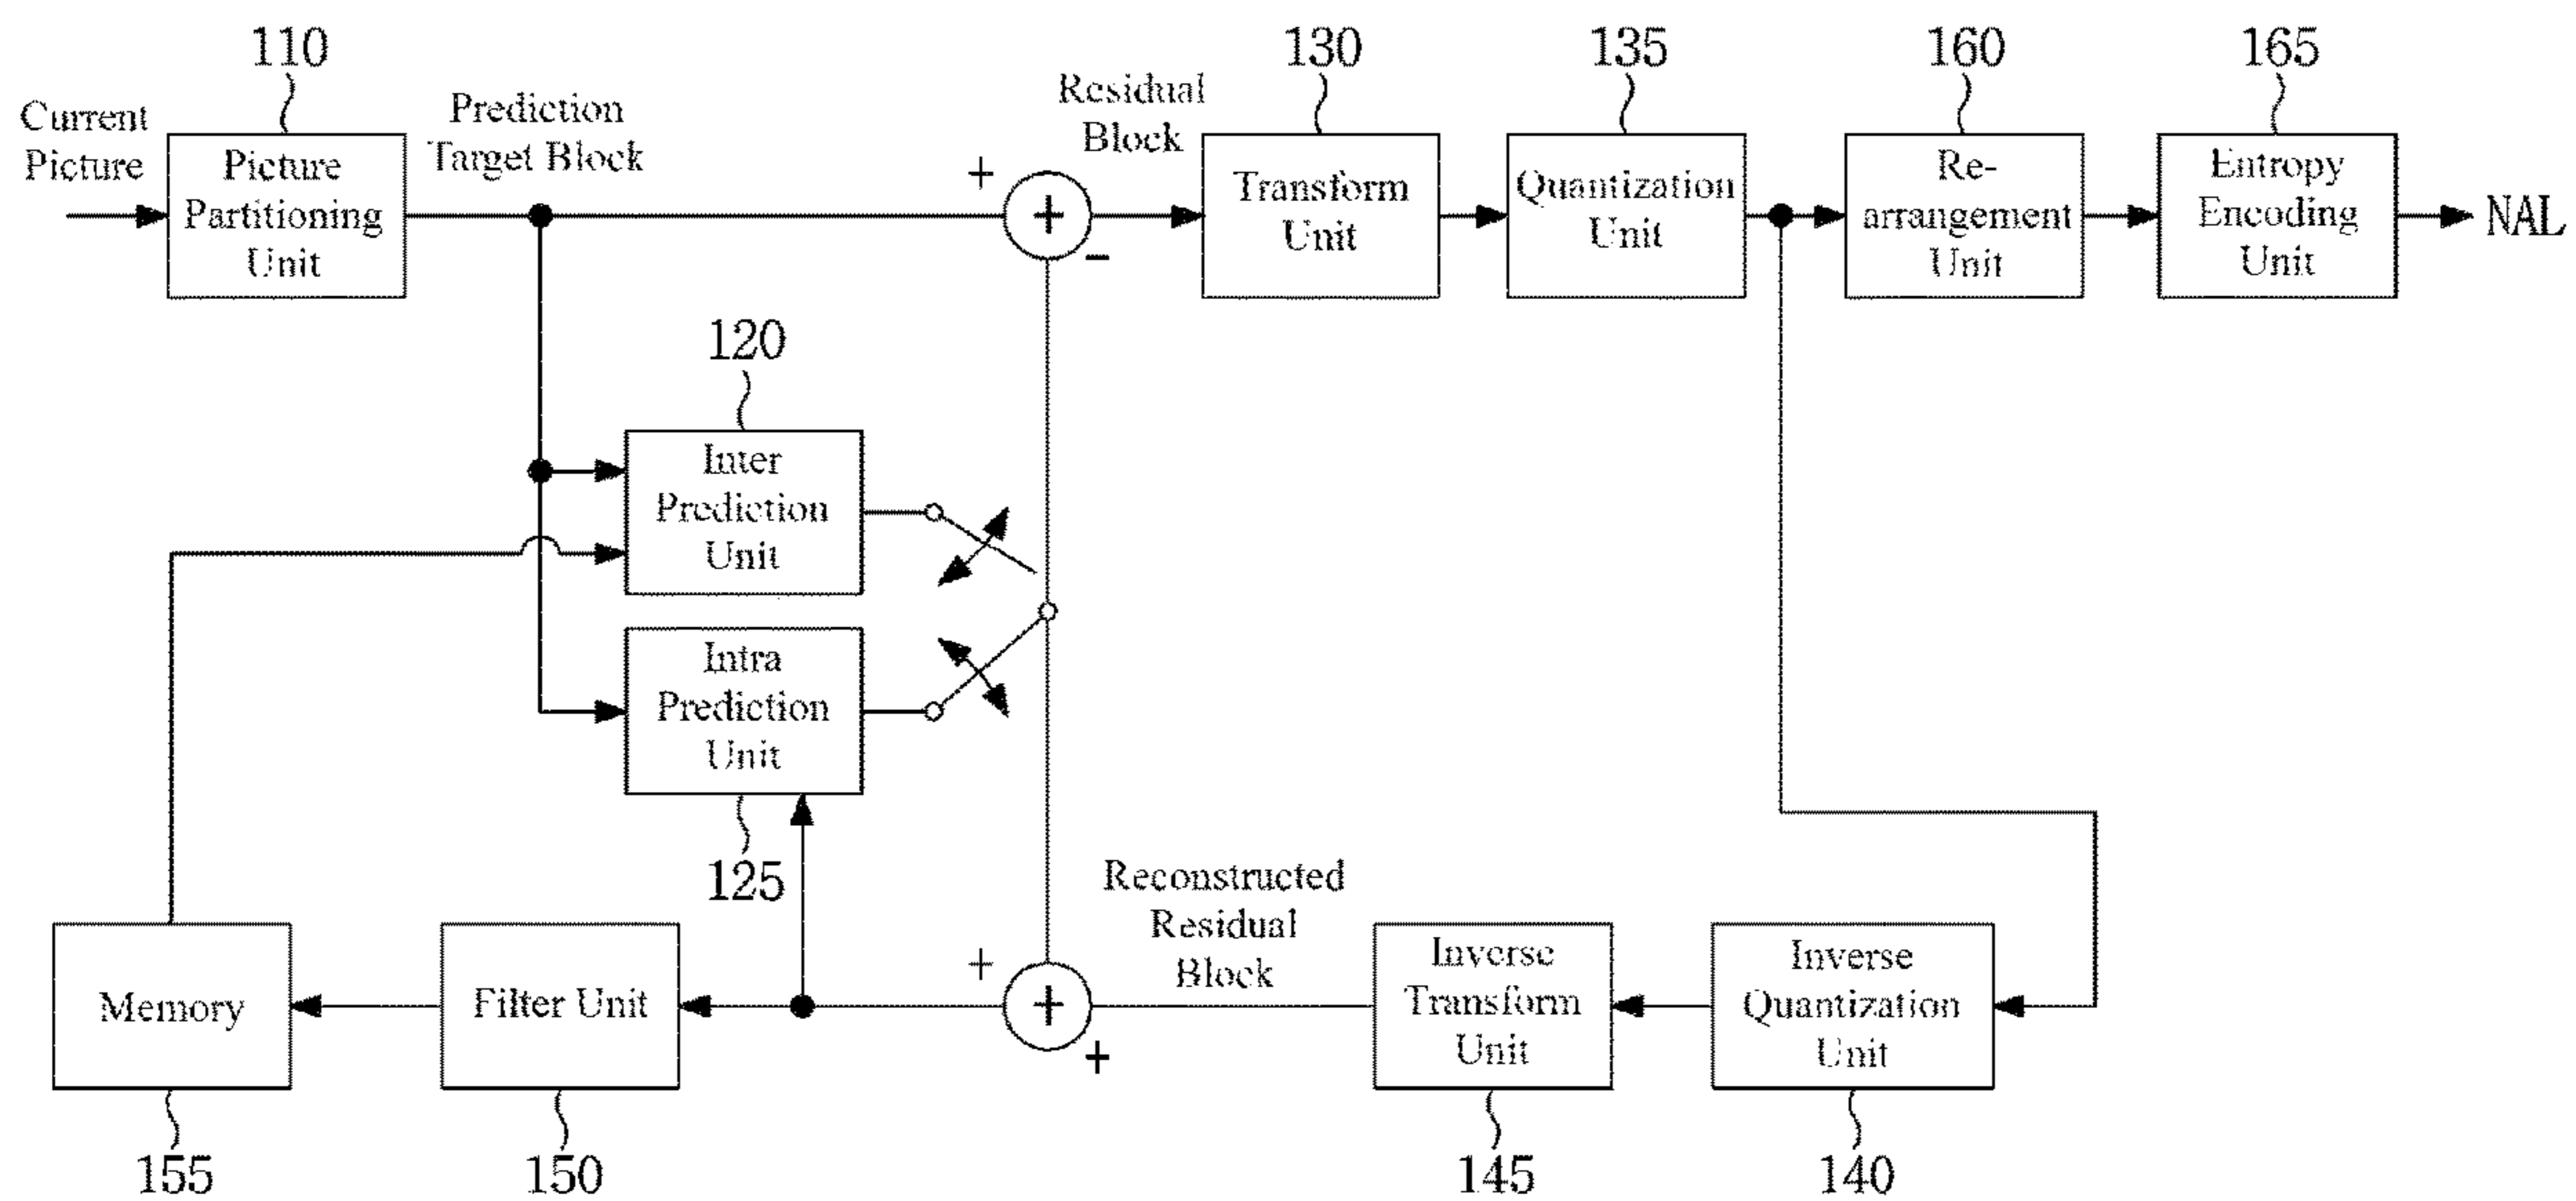 110
130
135
160
165
Current
Picture
Picture
Partitioning
Unit
Prediction
Target Block
+
+
−
Residual
Block
Transform
Unit
Quantization
Unit
Re-
arrangement
Unit
Entropy
Encoding
Unit
NAL
120
Inter
Prediction
Unit
Intra
Prediction
Unit
125
Memory
155
Filter Unit
150
+
+
+
Reconstructed
Residual
Block
Inverse
Transform
Unit
145
Inverse
Quantization
Unit
140